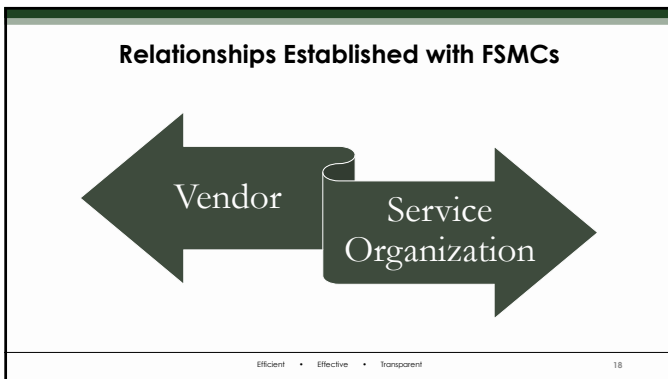 Relationships Established with FSMCs
Vendor
Service
Organization
Efficient • Effective • Transparent
18